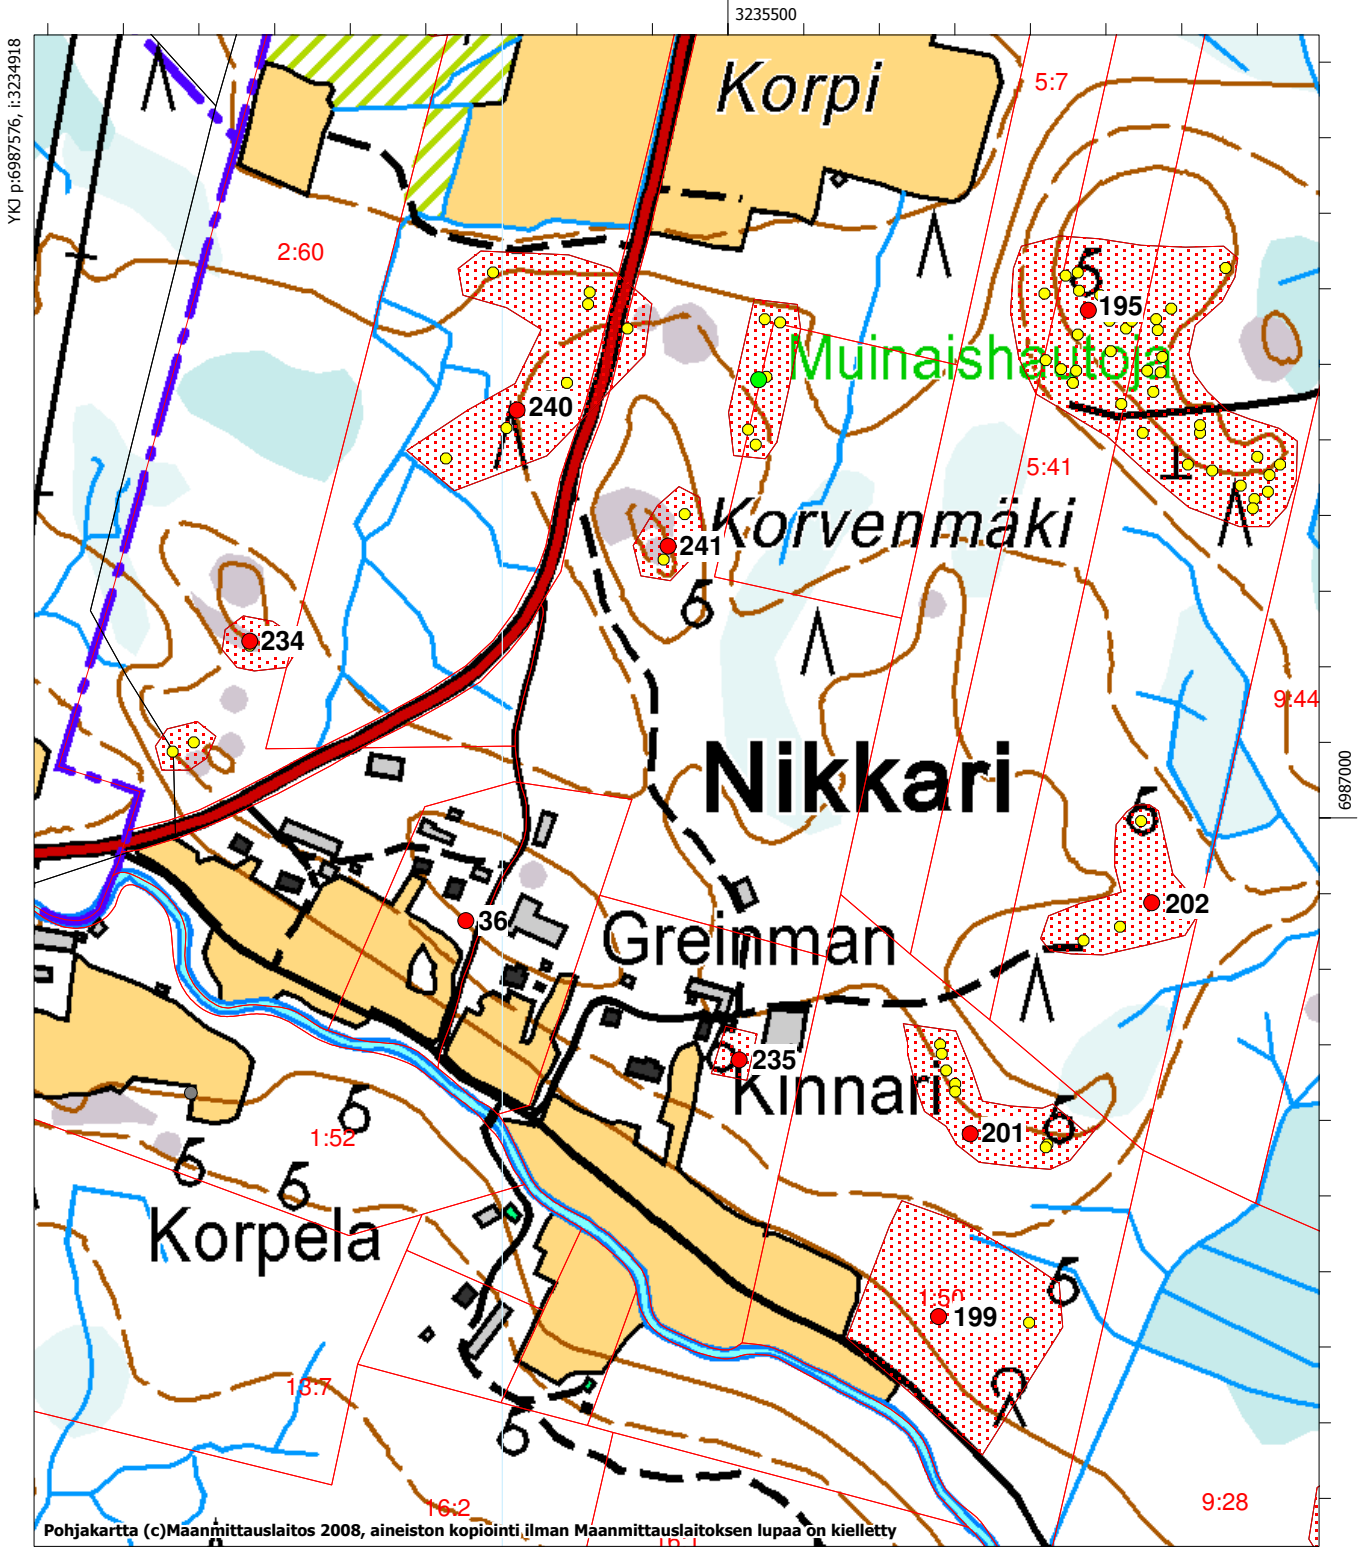 3235500
YKJ p:6987576, i:3234918
Korpi
5:7
2:60
195
Muinaishautoja
240
5:41
241
Korvenmäki
234
9:44
Nikkari
6987000
202
36
Greinman
235
Kinnari
201
1:52
Korpela
1:50
199
13:7
16:2
9:28
Pohjakartta (c)Maanmittauslaitos 2008, aineiston kopiointi ilman Maanmittauslaitoksen lupaa on kielletty